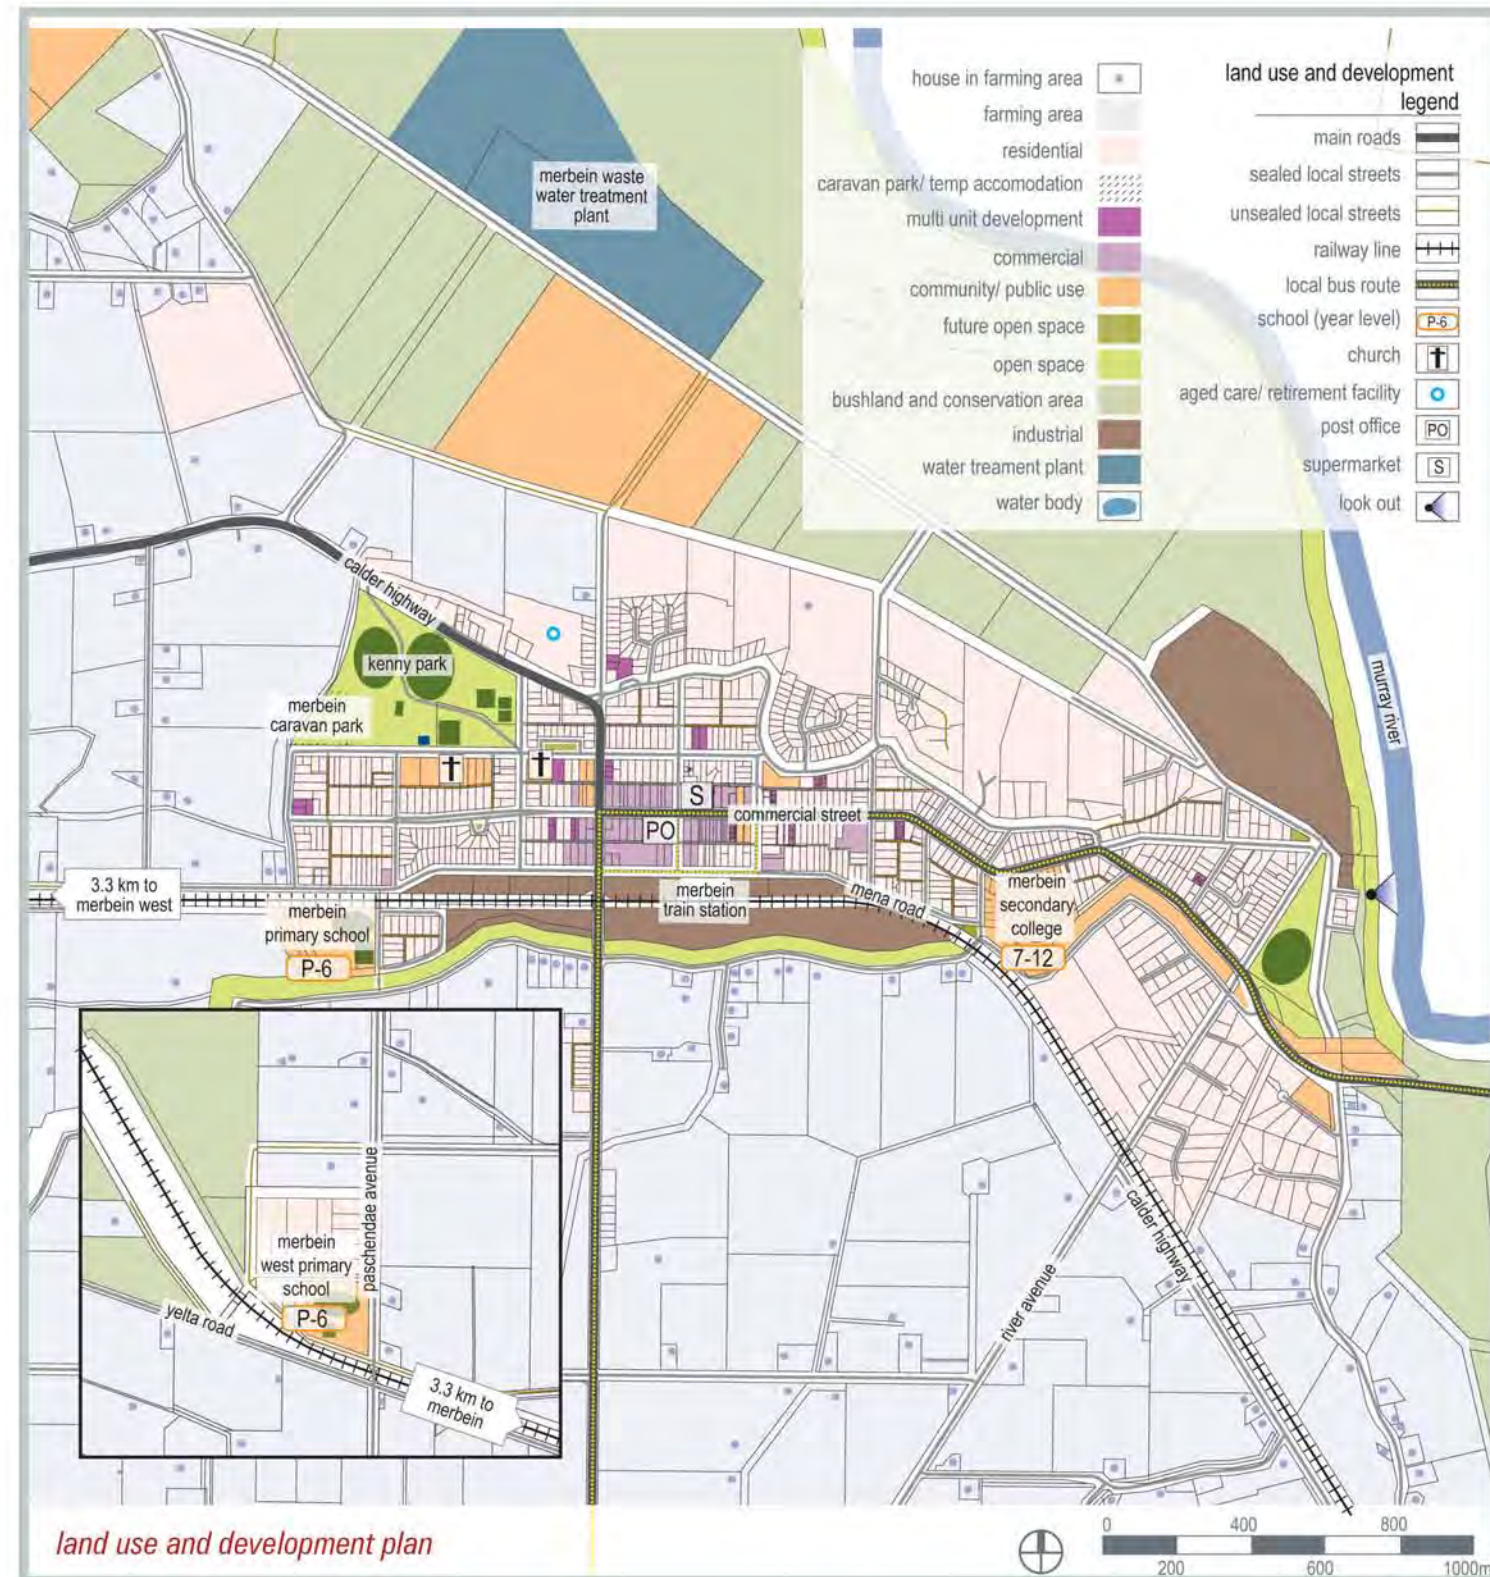 house in farming area
farming area
residential
caravan park/ temp accomodation
multi unit development
commercial
community/ public use
future open space
open space
bushland and conservation area
industrial
water treament plant
water body
land use and development
legend
main roads
sealed local streets
unsealed local streets
railway line
local bus route
school (year level)
P-6
church
aged care/ retirement facility
post office
PO
supermarket
S
look out
merbein waste
water treatment
plant
calder highway
kenny park
merbein
caravan park
murray river
S
commercial street
PO
3.3 km to
merbein west
merbein
train station
mena road
merbein
primary school
P-6
merbein
secondary
college
7-12
paschendae avenue
merbein
west primary
school
P-6
yelta road
3.3 km to
merbein
river avenue
calder highway
land use and development plan
0
400
800
200
600
1000m